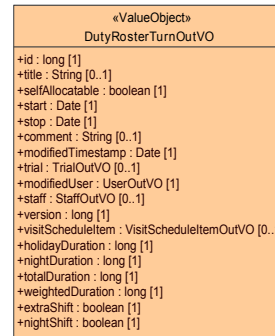 «ValueObject»
DutyRosterTurnOutVO
+id : long [1]
+title : String [0..1]
+selfAllocatable : boolean [1]
+start : Date [1]
+stop : Date [1]
+comment : String [0..1]
+modifiedTimestamp : Date [1]
+trial : TrialOutVO [0..1]
+modifiedUser : UserOutVO [1]
+staff : StaffOutVO [0..1]
+version : long [1]
+visitScheduleItem : VisitScheduleItemOutVO [0..
+holidayDuration : long [1]
+nightDuration : long [1]
+totalDuration : long [1]
+weightedDuration : long [1]
+extraShift : boolean [1]
+nightShift : boolean [1]